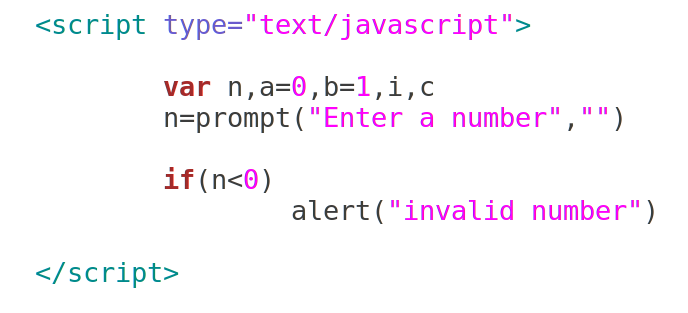 <script type="text/javascript">
var n,a=0,b=1,i,c
n=prompt("Enter a number","")
if(n<0)
alert("invalid number")
</script>